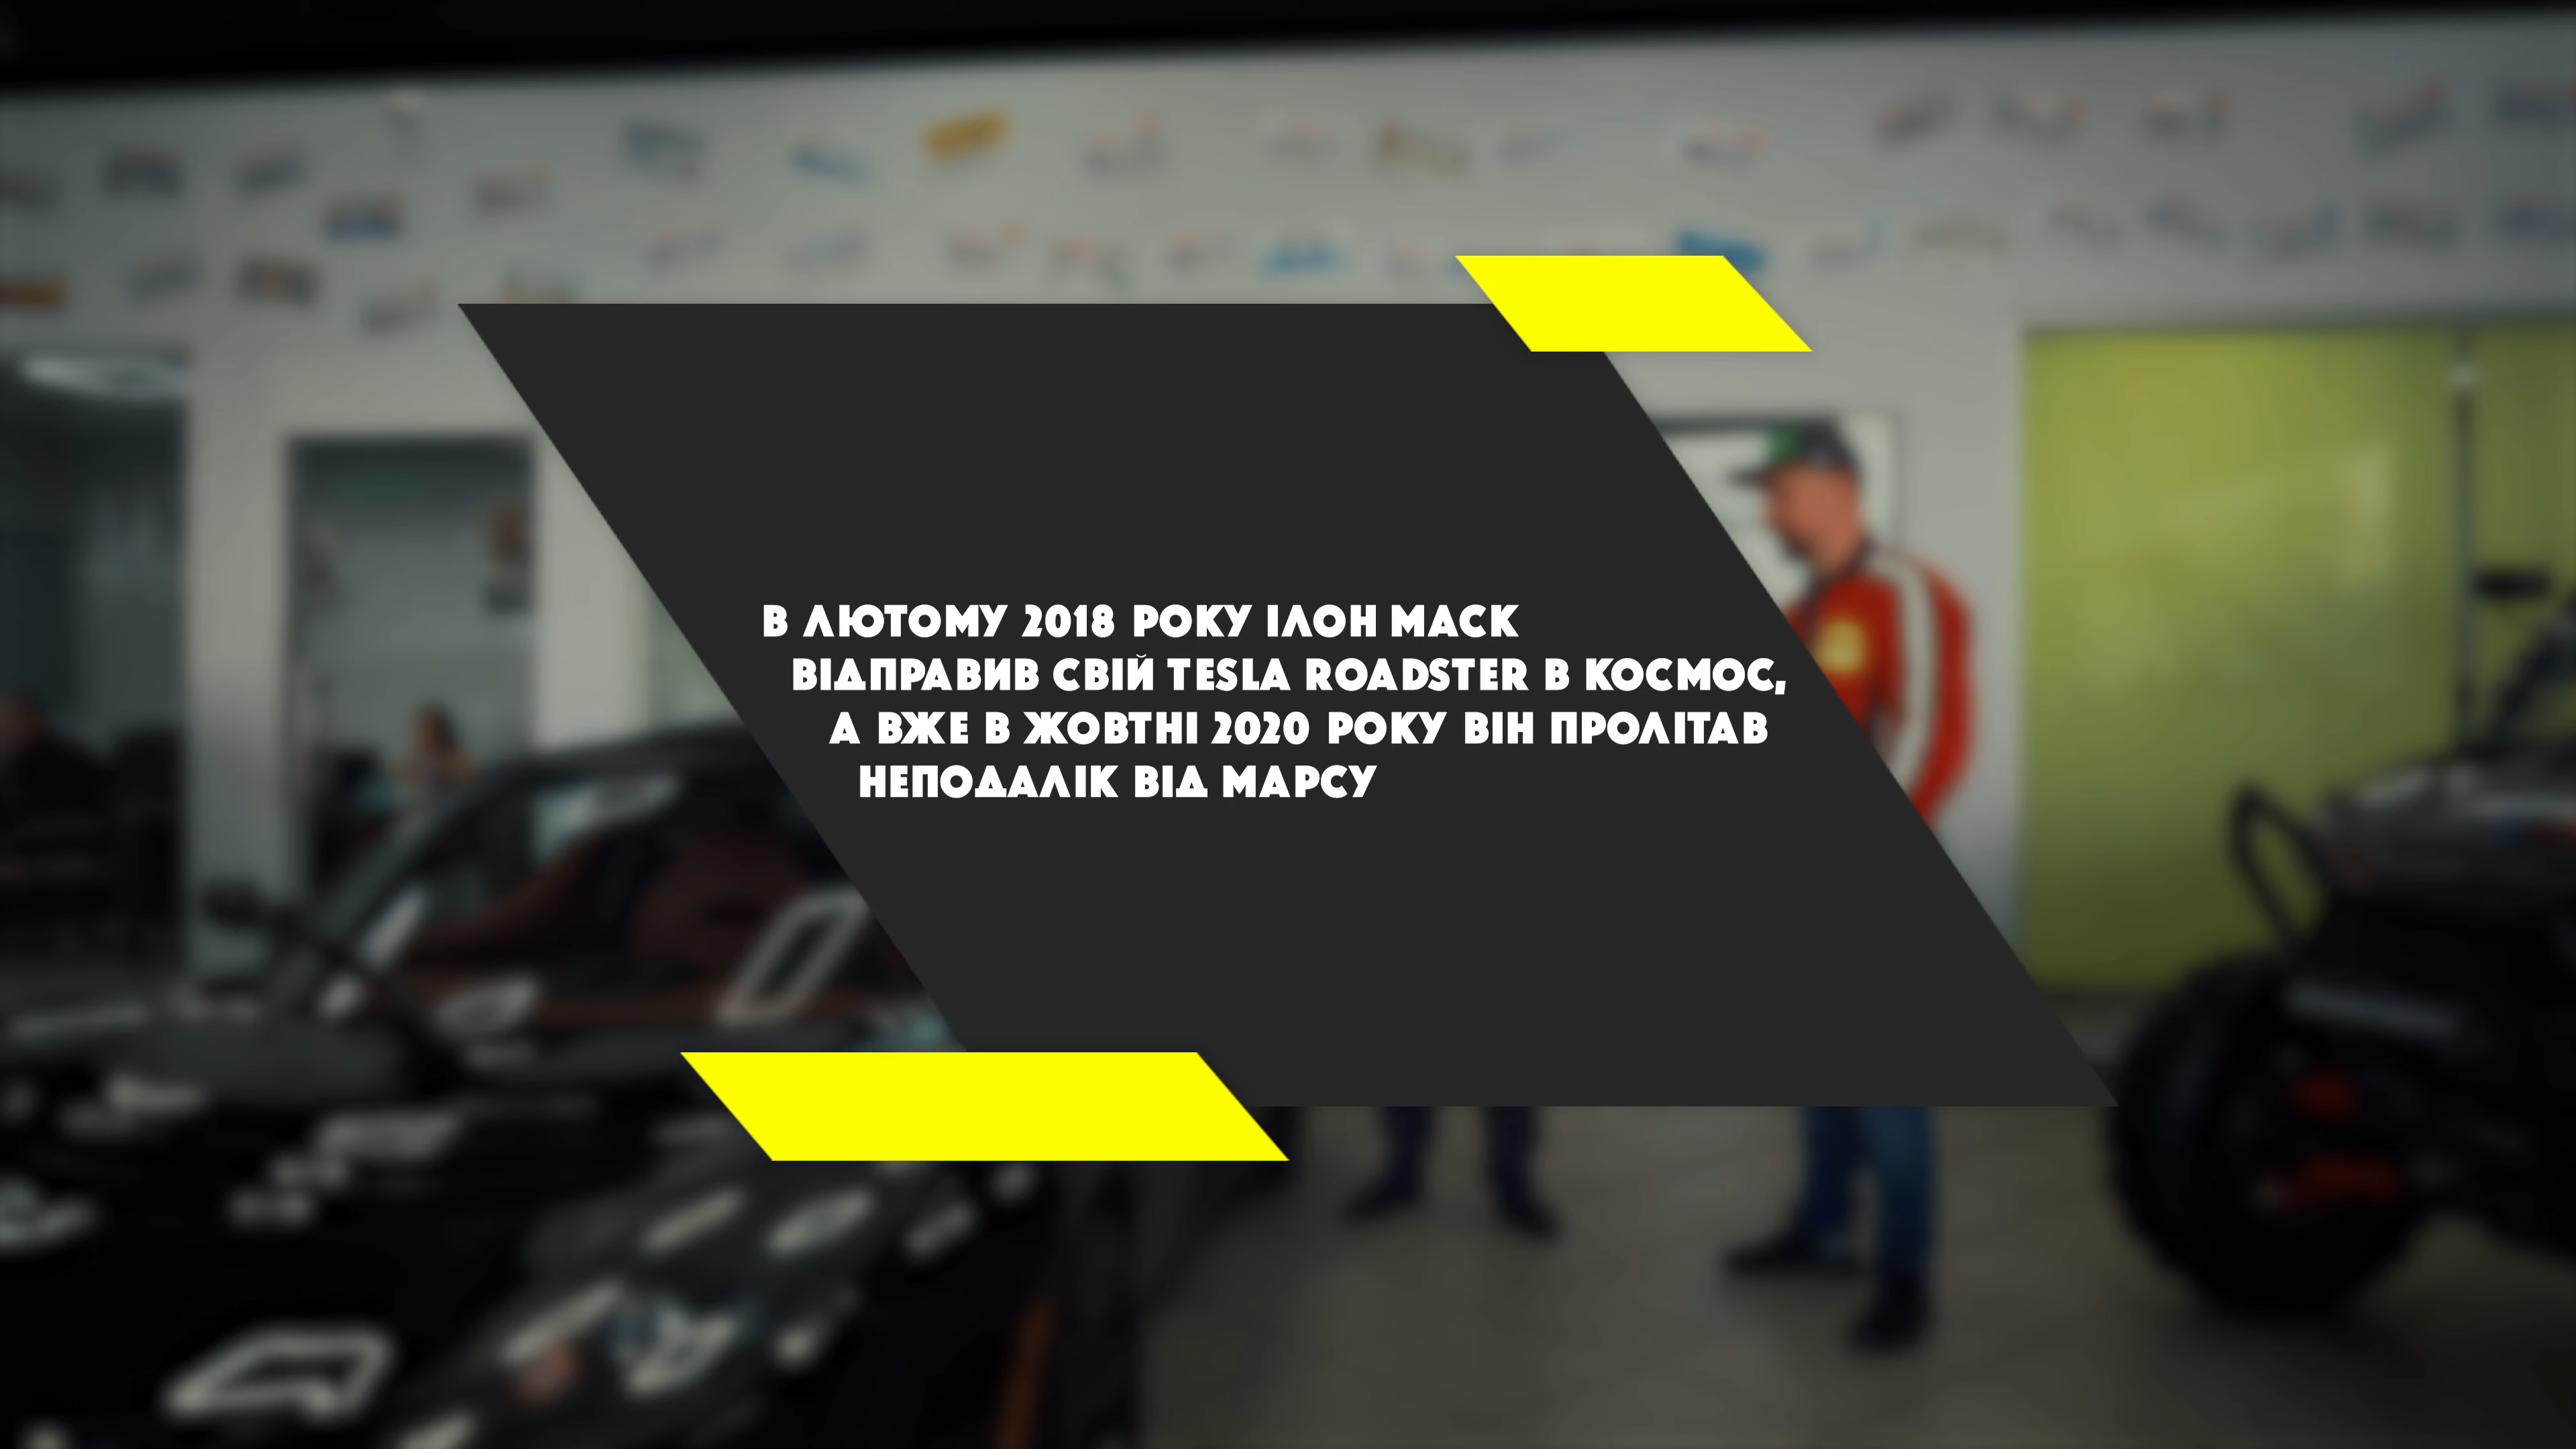 В ЛЮТОМУ 2018 РОКУ ІЛОН МАСК
ВІДПРАВИВ СВІЙ TESLA ROADSTER В КОСМОС,
А ВЖЕ В ЖОВТНІ 2020 РОКУ ВІН ПРОЛІТАВ
НЕПОДАЛІК ВІД МАРСУ